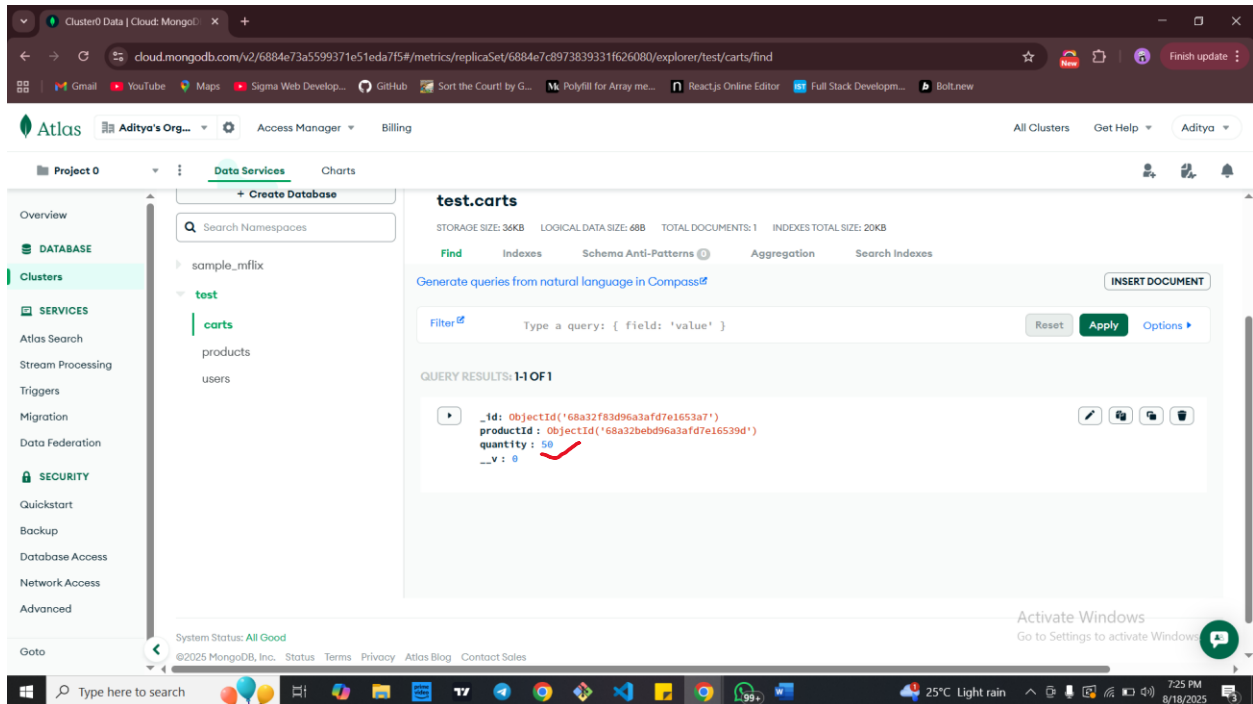 Cluster0 Data | Cloud: MongoD
cloud.mongodb.com/v2/6884e73a5599371e51eda7f5#/metrics/replicaSet/6884e7c8973839331f626080/explorer/test/carts/find
New
Finish update
Gmail YouTube Maps Sigma Web Develop... GitHub Sort the Court! by G... Polyfill for Array me... React.js Online Editor Full Stack Developm... Bolt.new
Atlas Aditya's Org... Access Manager Billing All Clusters Get Help Aditya
Project 0 Data Services Charts
Overview
DATABASE
Clusters
SERVICES
Atlas Search
Stream Processing
Triggers
Migration
Data Federation
SECURITY
Quickstart
Backup
Database Access
Network Access
Advanced
Goto
+ Create Database
Search Namespaces
sample_mflix
test
carts
products
users
test.carts
STORAGE SIZE: 36KB LOGICAL DATA SIZE: 68B TOTAL DOCUMENTS: 1 INDEXES TOTAL SIZE: 20KB
Find Indexes Schema Anti-Patterns 0 Aggregation Search Indexes
Generate queries from natural language in Compass
INSERT DOCUMENT
Filter Type a query: { field: 'value' } Reset Apply Options
QUERY RESULTS: 1-1 OF 1
_id: ObjectId('68a32f83d96a3afd7e1653a7')
productId : ObjectId('68a32bebd96a3afd7e16539d')
quantity : 50
__v : 0
System Status: All Good
©2025 MongoDB, Inc. Status Terms Privacy Atlas Blog Contact Sales
Activate Windows
Go to Settings to activate Windows
Type here to search
prime video
99+
25°C Light rain
7:25 PM
8/18/2025
3